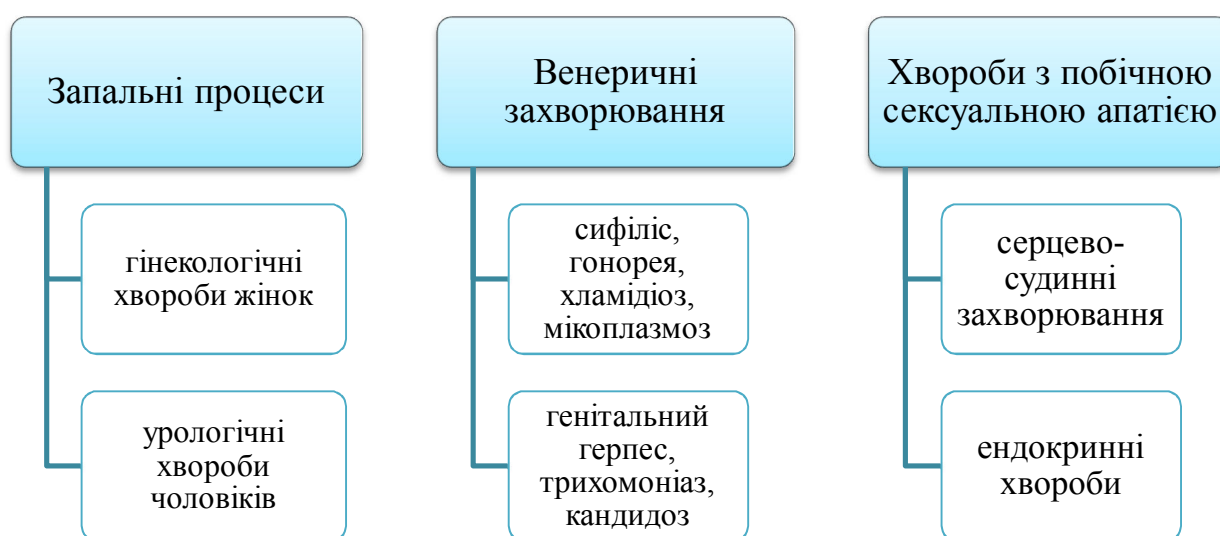 Запальні процеси
гінекологічні
хвороби жінок
урологічні
хвороби
чоловіків
Венеричні
захворювання
сифіліс,
гонорея,
хламідіоз,
мікоплазмоз
генітальний
герпес,
трихомоніаз,
кандидоз
Хвороби з побічною
сексуальною апатією
серцево-
судинні
захворювання
ендокринні
хвороби